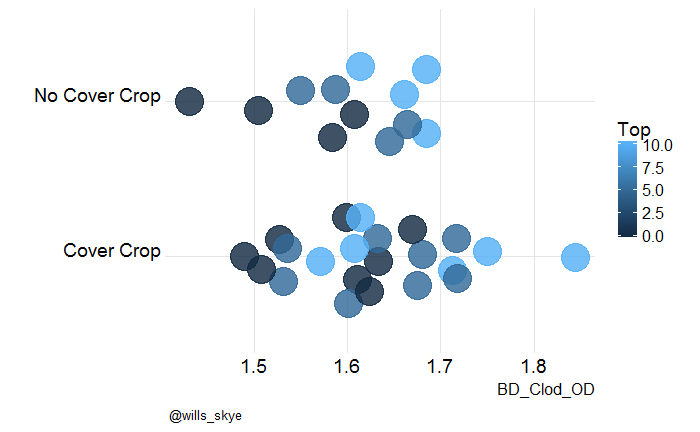 No Cover Crop
Cover Crop
Top
10.0
7.5
5.0
2.5
0.0
1.5 1.6 1.7 1.8
BD_Clod_OD
@wills_skye